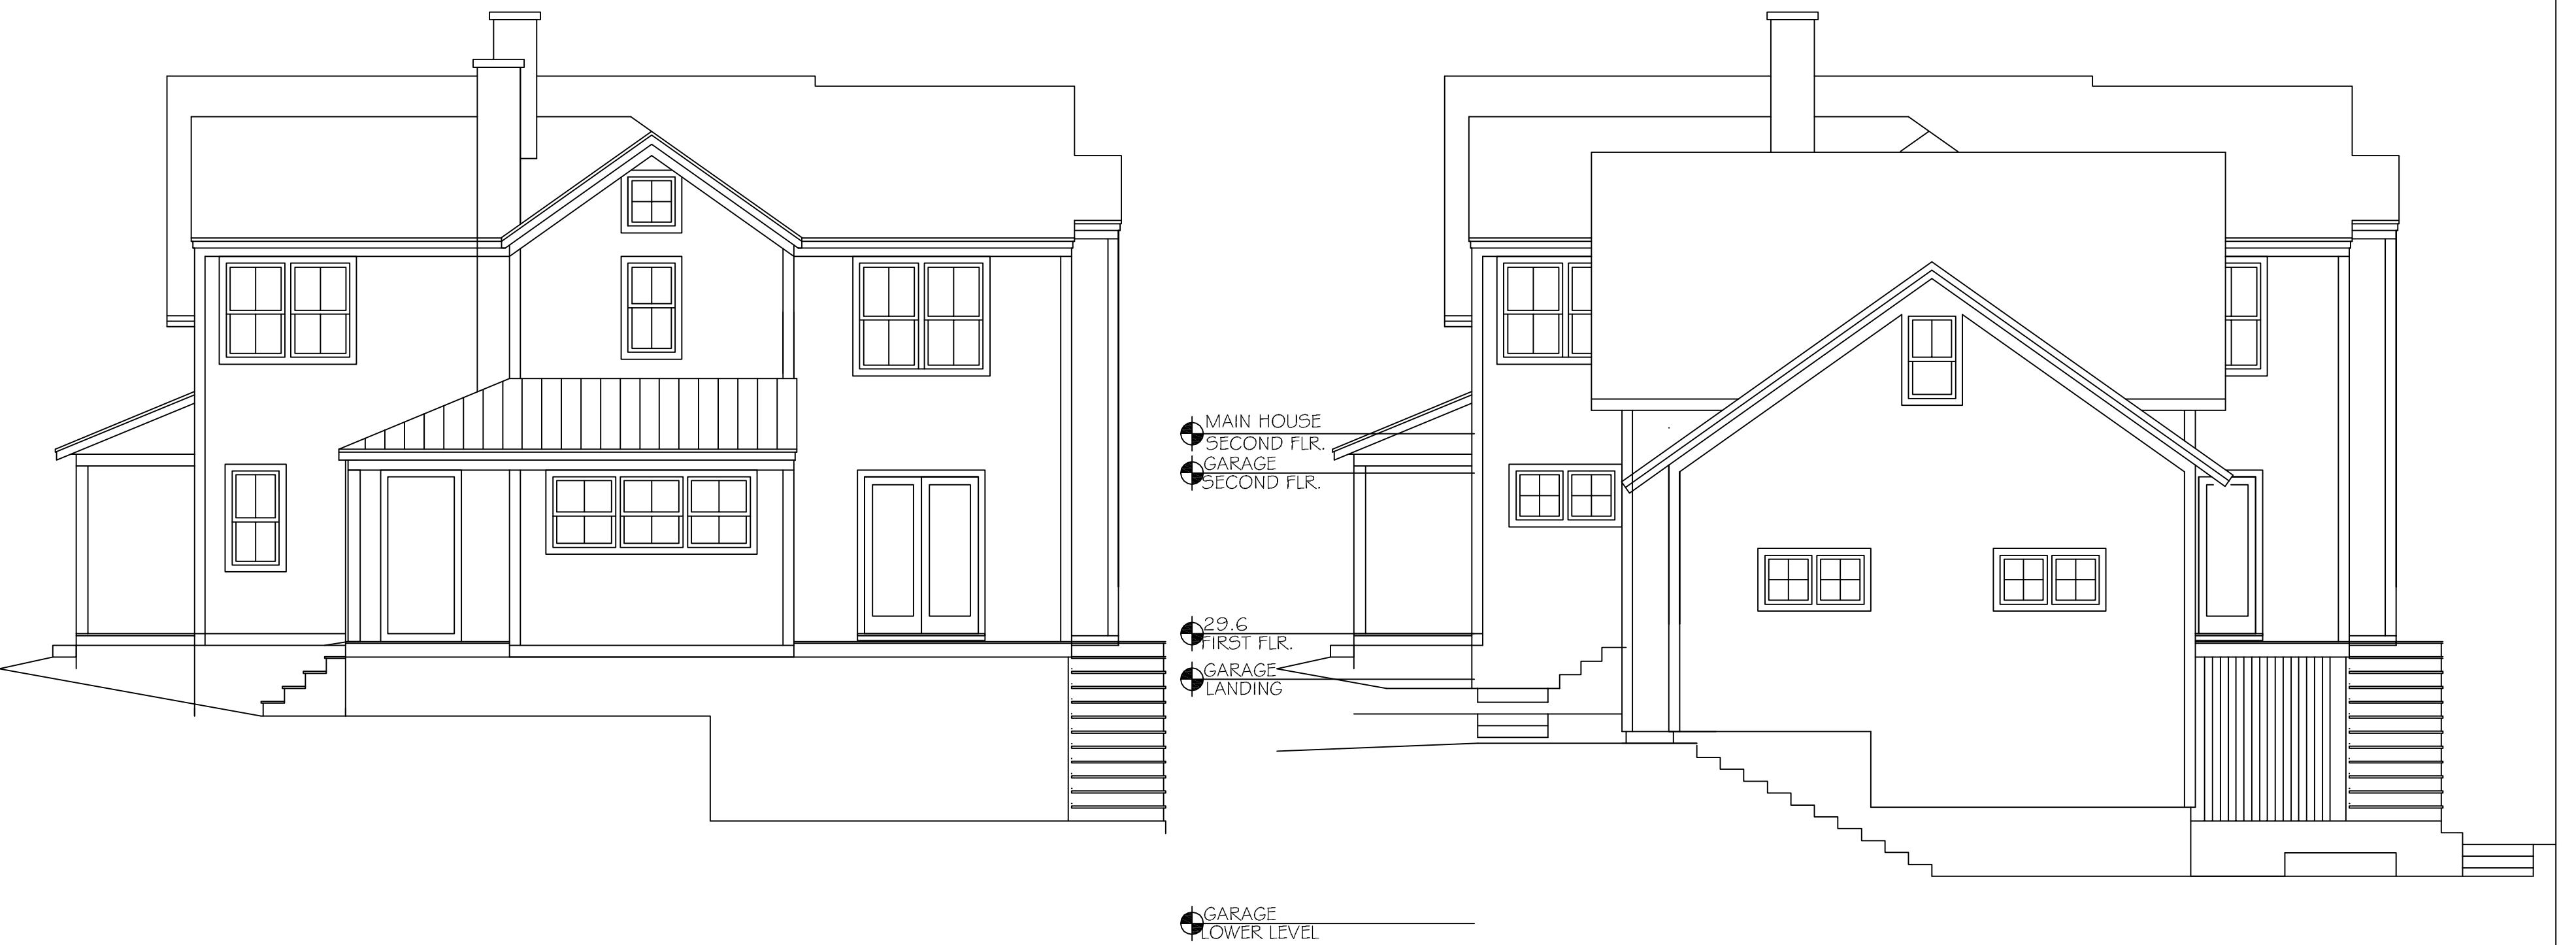 MAIN HOUSE
SECOND FLR.
GARAGE
SECOND FLR.
29.6
FIRST FLR.
GARAGE
LANDING
GARAGE
LOWER LEVEL